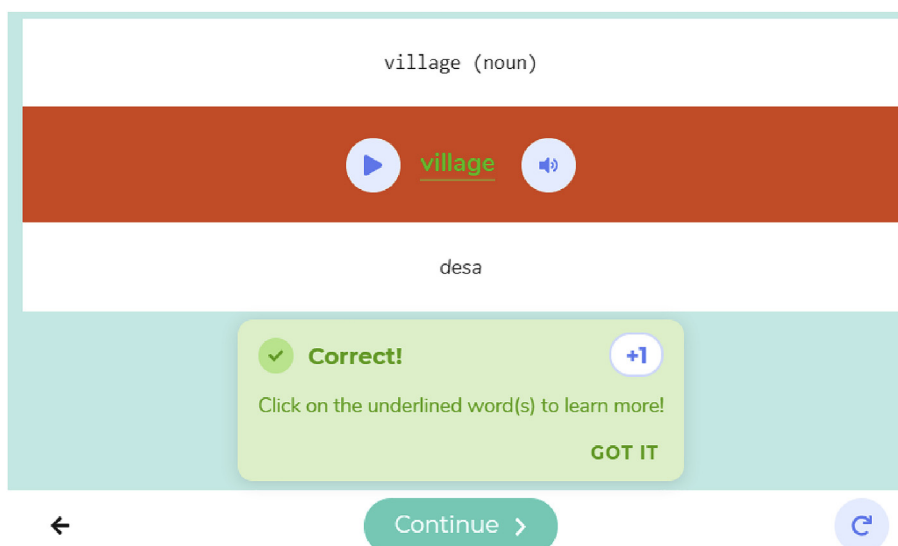 village (noun)
village
desa
Correct!
+1
Click on the underlined word(s) to learn more!
GOT IT
Continue